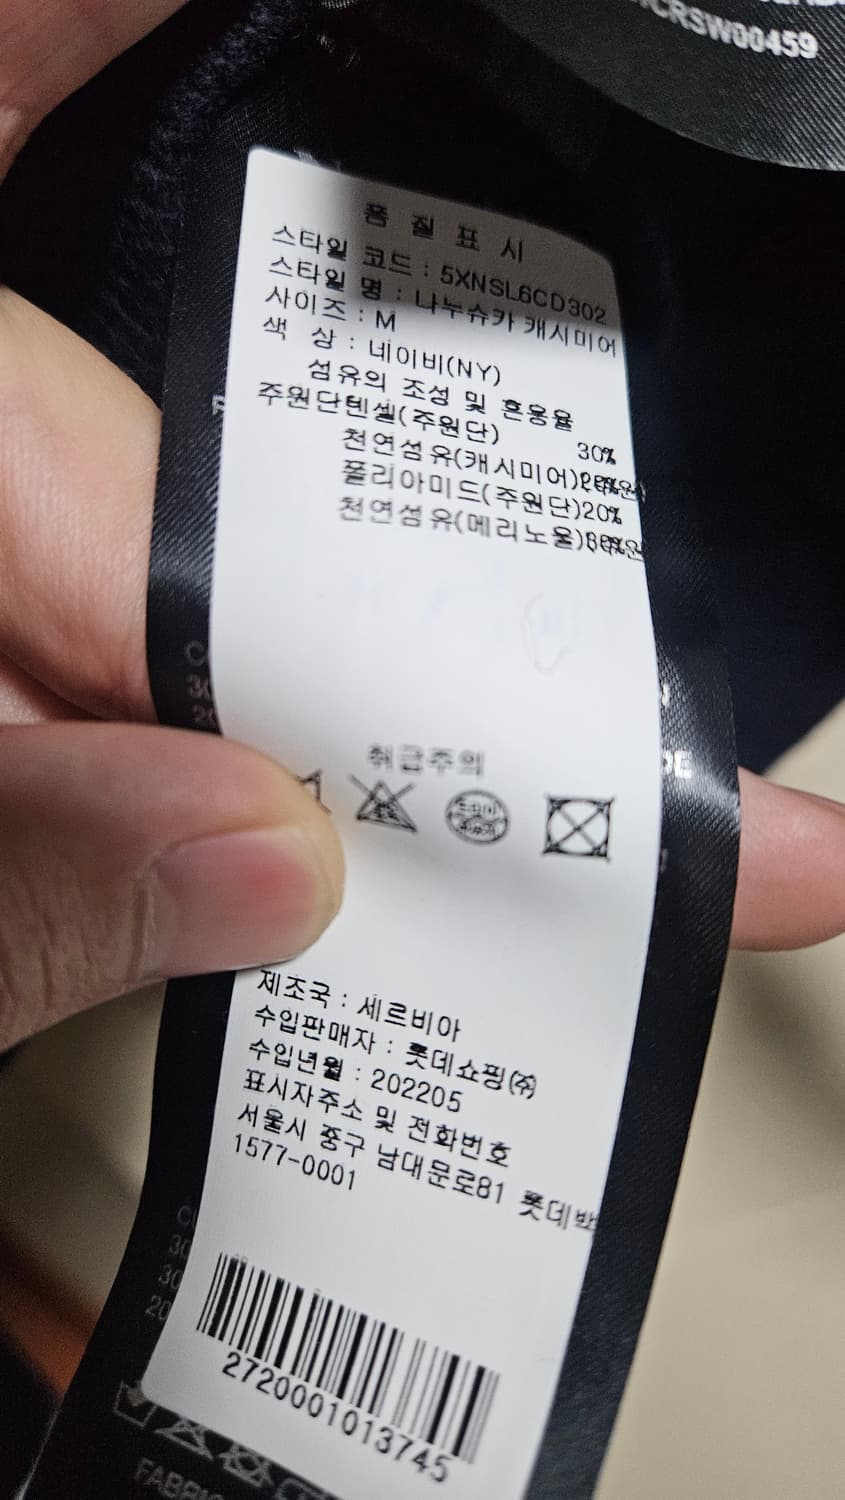 CRSW00459
품 질 표 시
스타일 코드 : 5XNSL6CD302
스타일 명 : 나누슈카 캐시미어
사이즈 : M
색 상 : 네이비(NY)
섬유의 조성 및 혼용율
주원단텐셀(주원단) 30%
천연섬유(캐시미어)
폴리아미드(주원단)20%
천연섬유(메리노울)
취급주의
드라이
제조국 : 세르비아
수입판매자 : 롯데쇼핑(주)
수입년월 : 202205
표시자주소 및 전화번호
서울시 중구 남대문로81 롯데
1577-0001
2720001013745